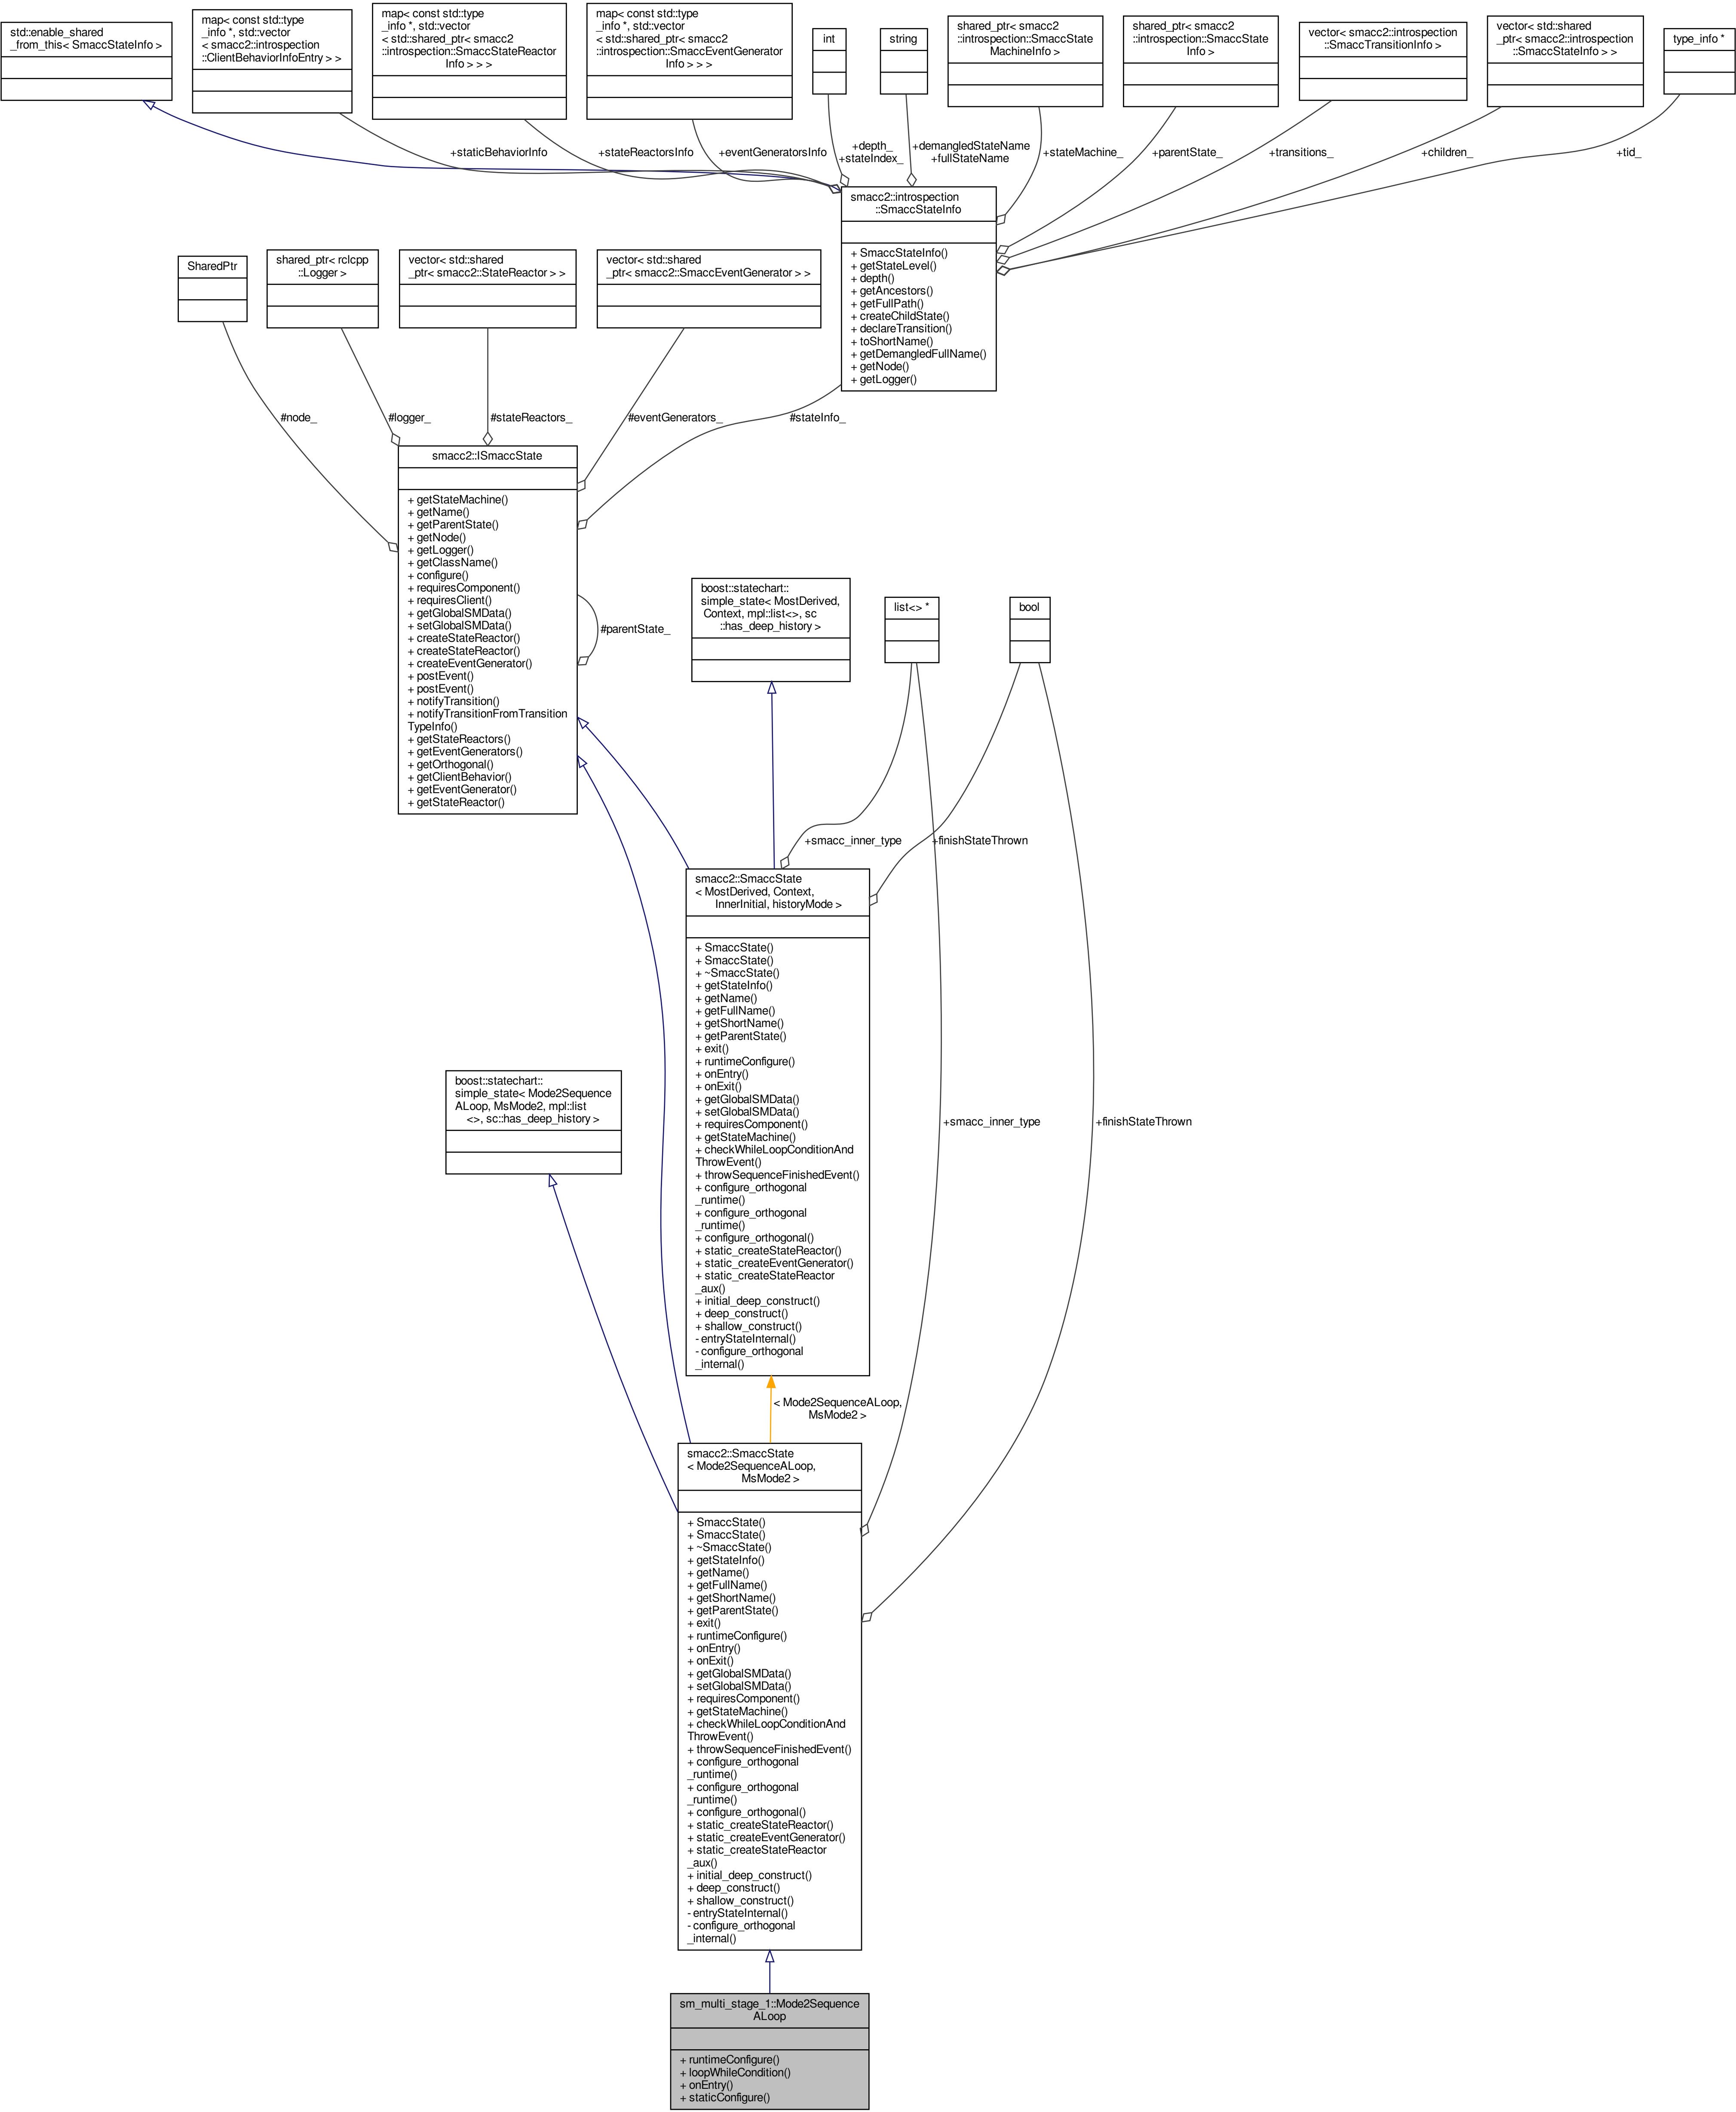 std::enable_shared
_from_this< SmaccStateInfo >
map< const std::type
_info *, std::vector
< smacc2::introspection
::ClientBehaviorInfoEntry > >
map< const std::type
_info *, std::vector
< std::shared_ptr< smacc2
::introspection::SmaccStateReactor
Info > > >
map< const std::type
_info *, std::vector
< std::shared_ptr< smacc2
::introspection::SmaccEventGenerator
Info > > >
int
string
shared_ptr< smacc2
::introspection::SmaccState
MachineInfo >
shared_ptr< smacc2
::introspection::SmaccState
Info >
vector< smacc2::introspection
::SmaccTransitionInfo >
vector< std::shared
_ptr< smacc2::introspection
::SmaccStateInfo > >
type_info *
+staticBehaviorInfo
+stateReactorsInfo
+eventGeneratorsInfo
+depth_
+stateIndex_
+demangledStateName
+fullStateName
+stateMachine_
+parentState_
+transitions_
+children_
+tid_
smacc2::introspection
::SmaccStateInfo
+ SmaccStateInfo()
+ getStateLevel()
+ depth()
+ getAncestors()
+ getFullPath()
+ createChildState()
+ declareTransition()
+ toShortName()
+ getDemangledFullName()
+ getNode()
+ getLogger()
SharedPtr
shared_ptr< rclcpp
::Logger >
vector< std::shared
_ptr< smacc2::StateReactor > >
vector< std::shared
_ptr< smacc2::SmaccEventGenerator > >
#node_
#logger_
#stateReactors_
#eventGenerators_
#stateInfo_
smacc2::ISmaccState
+ getStateMachine()
+ getName()
+ getParentState()
+ getNode()
+ getLogger()
+ getClassName()
+ configure()
+ requiresComponent()
+ requiresClient()
+ getGlobalSMData()
+ setGlobalSMData()
+ createStateReactor()
+ createStateReactor()
+ createEventGenerator()
+ postEvent()
+ postEvent()
+ notifyTransition()
+ notifyTransitionFromTransition
TypeInfo()
+ getStateReactors()
+ getEventGenerators()
+ getOrthogonal()
+ getClientBehavior()
+ getEventGenerator()
+ getStateReactor()
#parentState_
boost::statechart::
simple_state< MostDerived,
Context, mpl::list<>, sc
::has_deep_history >
list<> *
bool
+smacc_inner_type
+finishStateThrown
smacc2::SmaccState
< MostDerived, Context,
InnerInitial, historyMode >
+ SmaccState()
+ SmaccState()
+ ~SmaccState()
+ getStateInfo()
+ getName()
+ getFullName()
+ getShortName()
+ getParentState()
+ exit()
+ runtimeConfigure()
+ onEntry()
+ onExit()
+ getGlobalSMData()
+ setGlobalSMData()
+ requiresComponent()
+ getStateMachine()
+ checkWhileLoopConditionAnd
ThrowEvent()
+ throwSequenceFinishedEvent()
+ configure_orthogonal
_runtime()
+ configure_orthogonal
_runtime()
+ configure_orthogonal()
+ static_createStateReactor()
+ static_createEventGenerator()
+ static_createStateReactor
_aux()
+ initial_deep_construct()
+ deep_construct()
+ shallow_construct()
- entryStateInternal()
- configure_orthogonal
_internal()
boost::statechart::
simple_state< Mode2Sequence
ALoop, MsMode2, mpl::list
<>, sc::has_deep_history >
+smacc_inner_type
+finishStateThrown
< Mode2SequenceALoop,
MsMode2 >
smacc2::SmaccState
< Mode2SequenceALoop,
MsMode2 >
+ SmaccState()
+ SmaccState()
+ ~SmaccState()
+ getStateInfo()
+ getName()
+ getFullName()
+ getShortName()
+ getParentState()
+ exit()
+ runtimeConfigure()
+ onEntry()
+ onExit()
+ getGlobalSMData()
+ setGlobalSMData()
+ requiresComponent()
+ getStateMachine()
+ checkWhileLoopConditionAnd
ThrowEvent()
+ throwSequenceFinishedEvent()
+ configure_orthogonal
_runtime()
+ configure_orthogonal
_runtime()
+ configure_orthogonal()
+ static_createStateReactor()
+ static_createEventGenerator()
+ static_createStateReactor
_aux()
+ initial_deep_construct()
+ deep_construct()
+ shallow_construct()
- entryStateInternal()
- configure_orthogonal
_internal()
sm_multi_stage_1::Mode2Sequence
ALoop
+ runtimeConfigure()
+ loopWhileCondition()
+ onEntry()
+ staticConfigure()